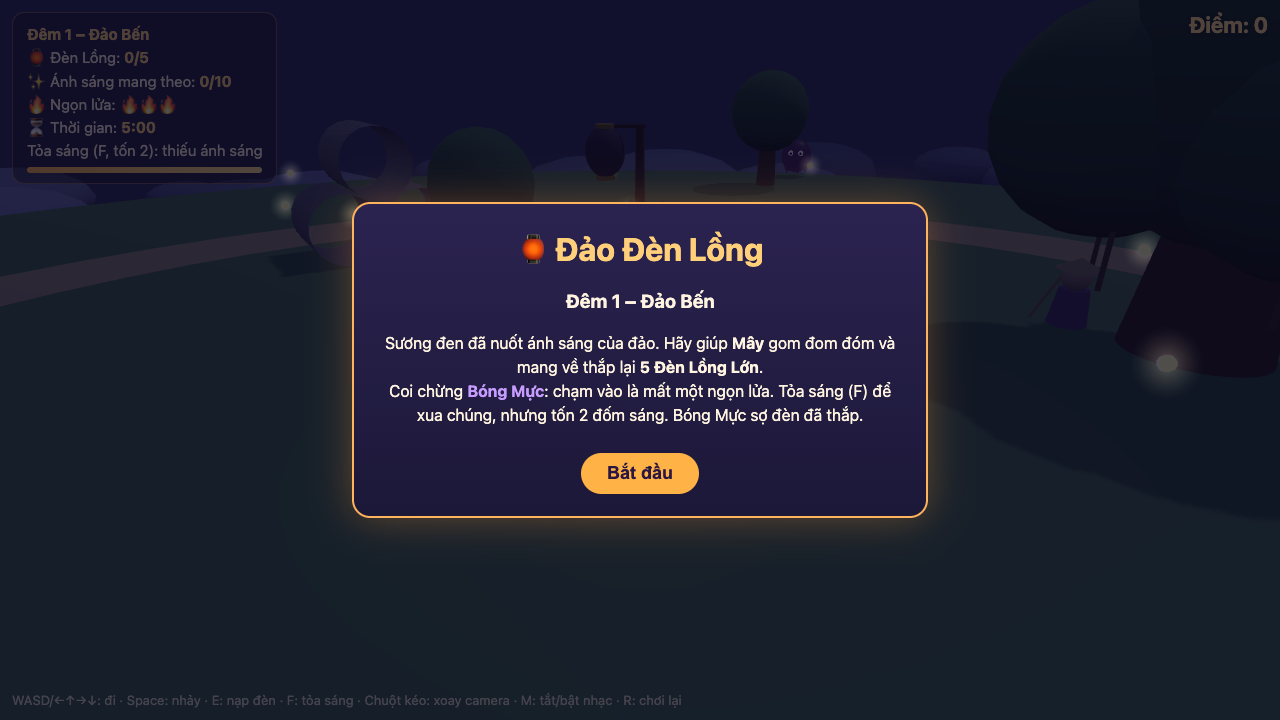 Đêm 1 – Đảo Bến
🏮 Đèn Lồng: 0/5
✨ Ánh sáng mang theo: 0/10
🔥 Ngọn lửa: 🔥🔥🔥
⏳ Thời gian: 5:00
Tỏa sáng (F, tốn 2): thiếu ánh sáng
Điểm: 0
🏮 Đảo Đèn Lồng
Đêm 1 – Đảo Bến
Sương đen đã nuốt ánh sáng của đảo. Hãy giúp Mây gom đom đóm và
mang về thắp lại 5 Đèn Lồng Lớn.
Coi chừng Bóng Mực: chạm vào là mất một ngọn lửa. Tỏa sáng (F) để
xua chúng, nhưng tốn 2 đốm sáng. Bóng Mực sợ đèn đã thắp.
Bắt đầu
WASD/←↑→↓: đi · Space: nhảy · E: nạp đèn · F: tỏa sáng · Chuột kéo: xoay camera · M: tắt/bật nhạc · R: chơi lại